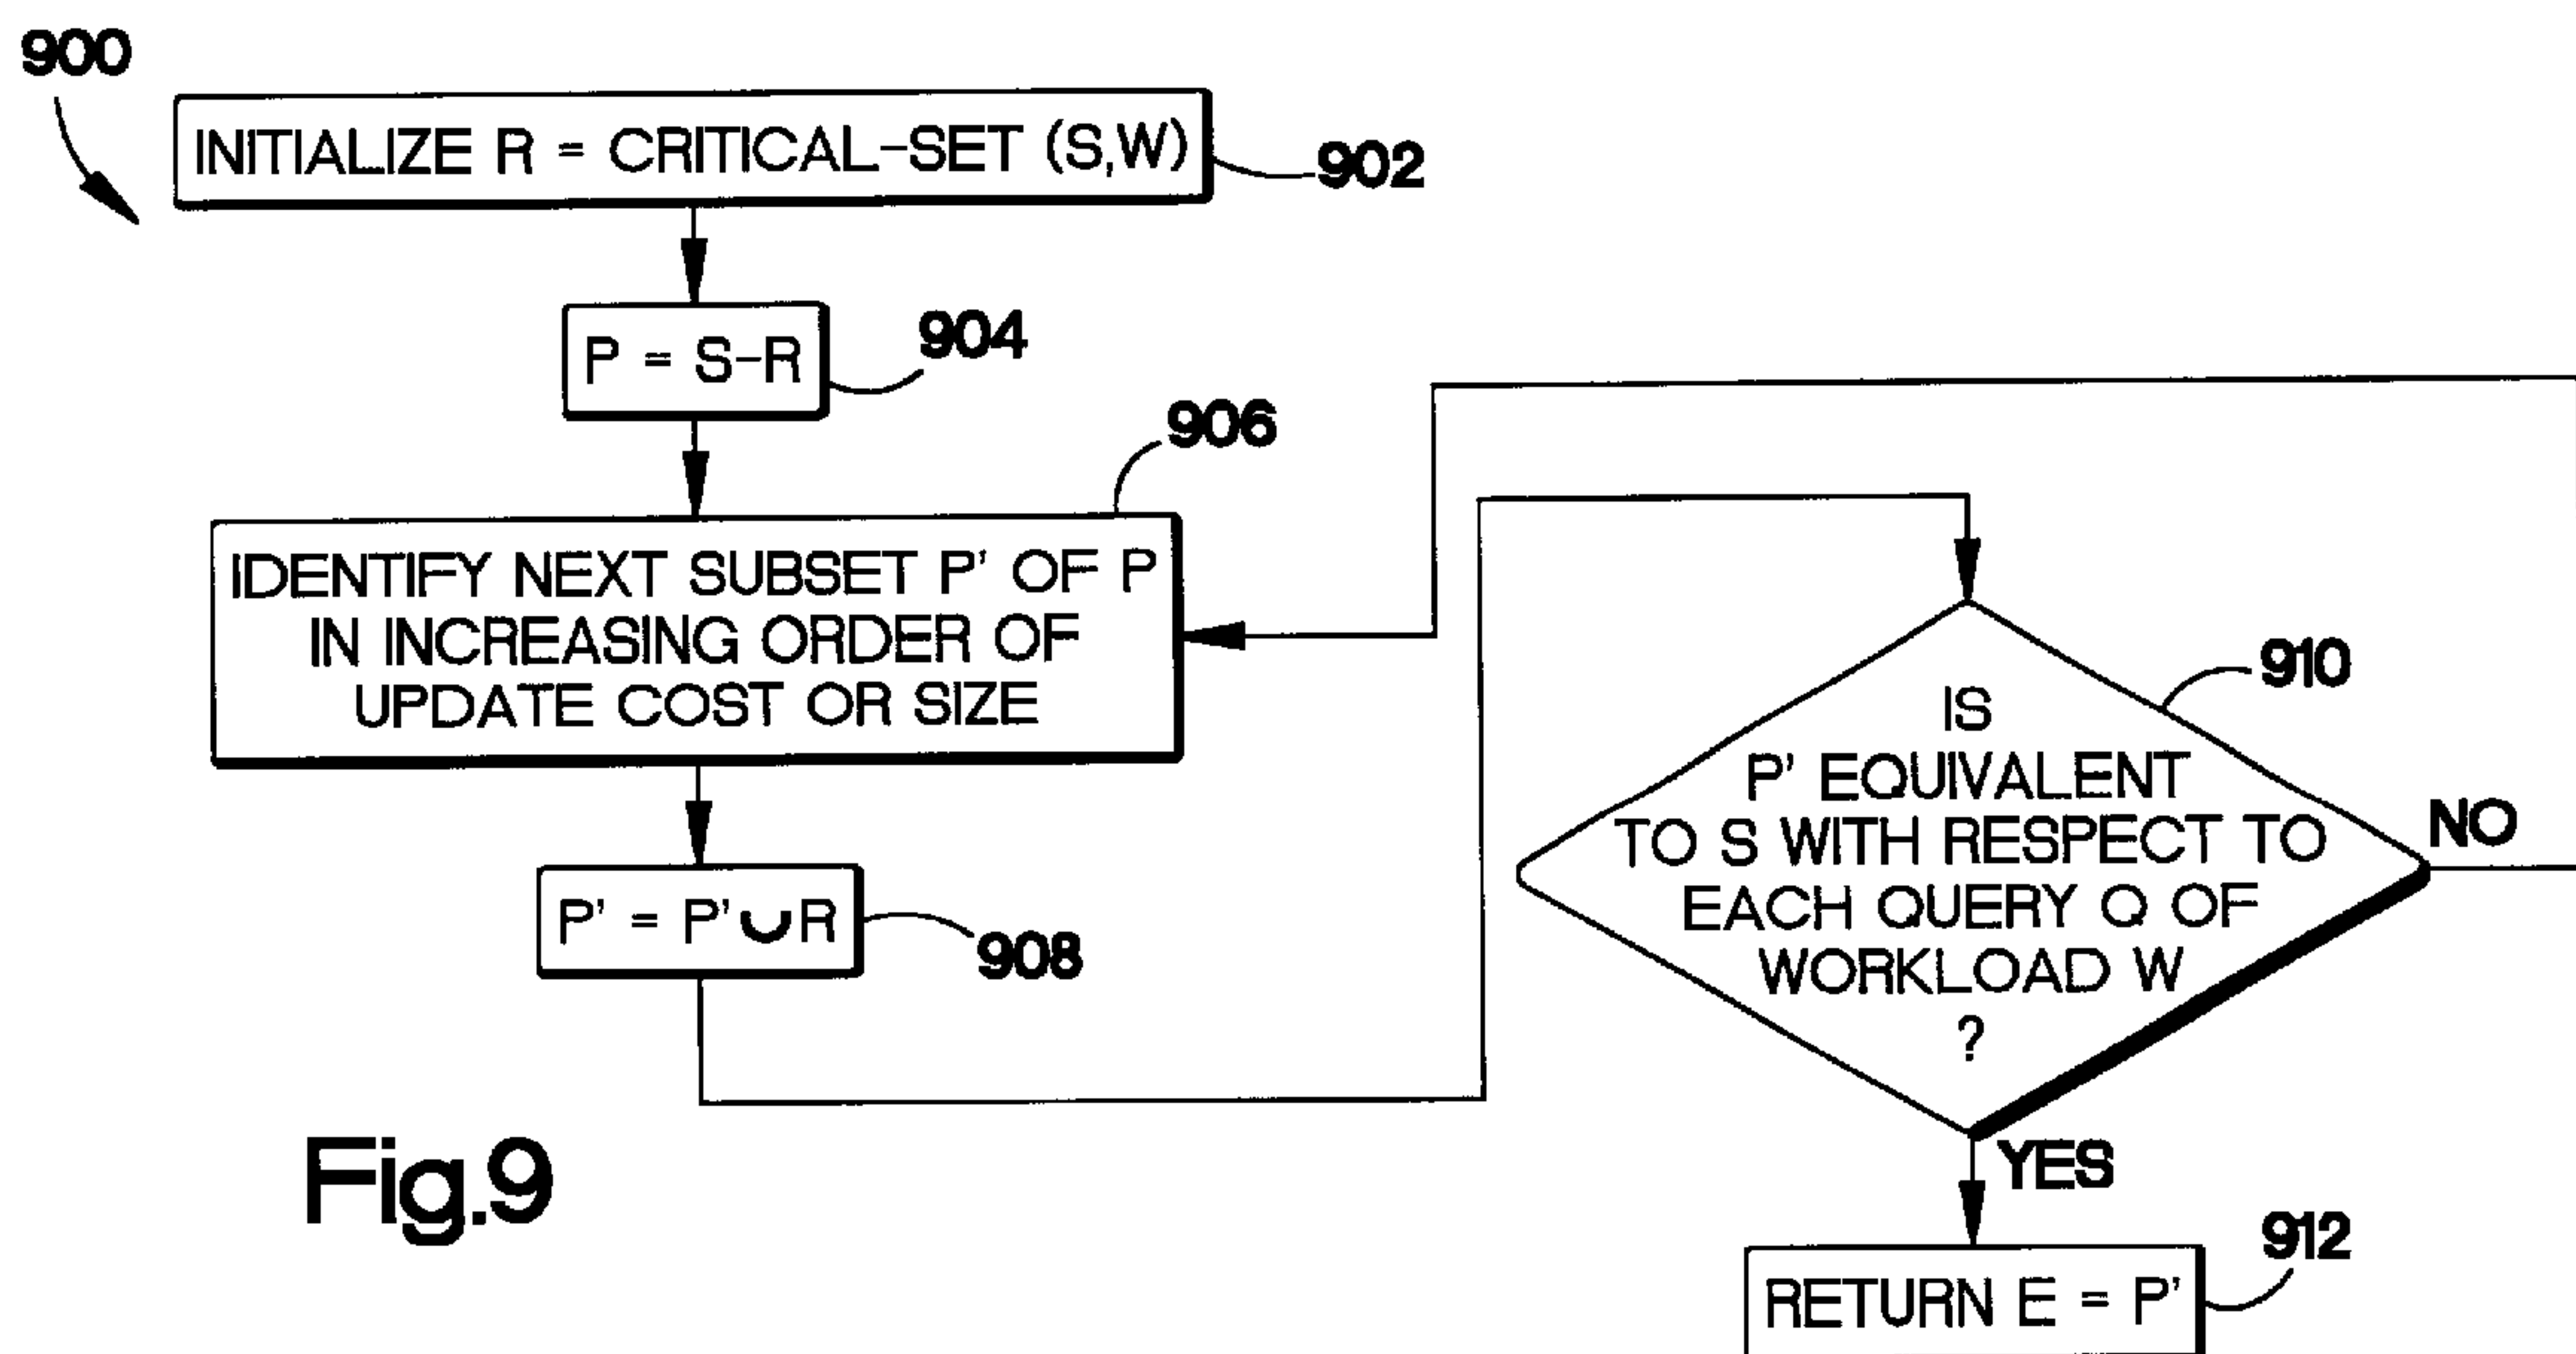 900
INITIALIZE R = CRITICAL-SET (S,W)
902
P = S-R
904
906
IDENTIFY NEXT SUBSET P' OF P
IN INCREASING ORDER OF
UPDATE COST OR SIZE
P' = P'∪R
908
910
IS
P' EQUIVALENT
TO S WITH RESPECT TO
EACH QUERY Q OF
WORKLOAD W
?
NO
YES
912
RETURN E = P'
Fig.9